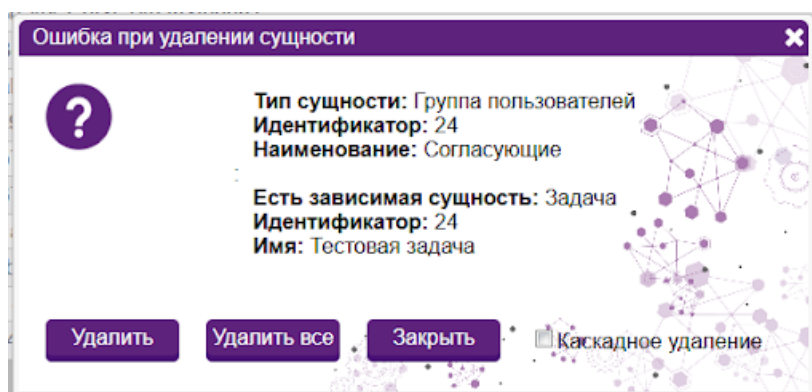 Ошибка при удалении сущности
Тип сущности: Группа пользователей
Идентификатор: 24
Наименование: Согласующие
Есть зависимая сущность: Задача
Идентификатор: 24
Имя: Тестовая задача
Удалить
Удалить все
Закрыть
Каскадное удаление